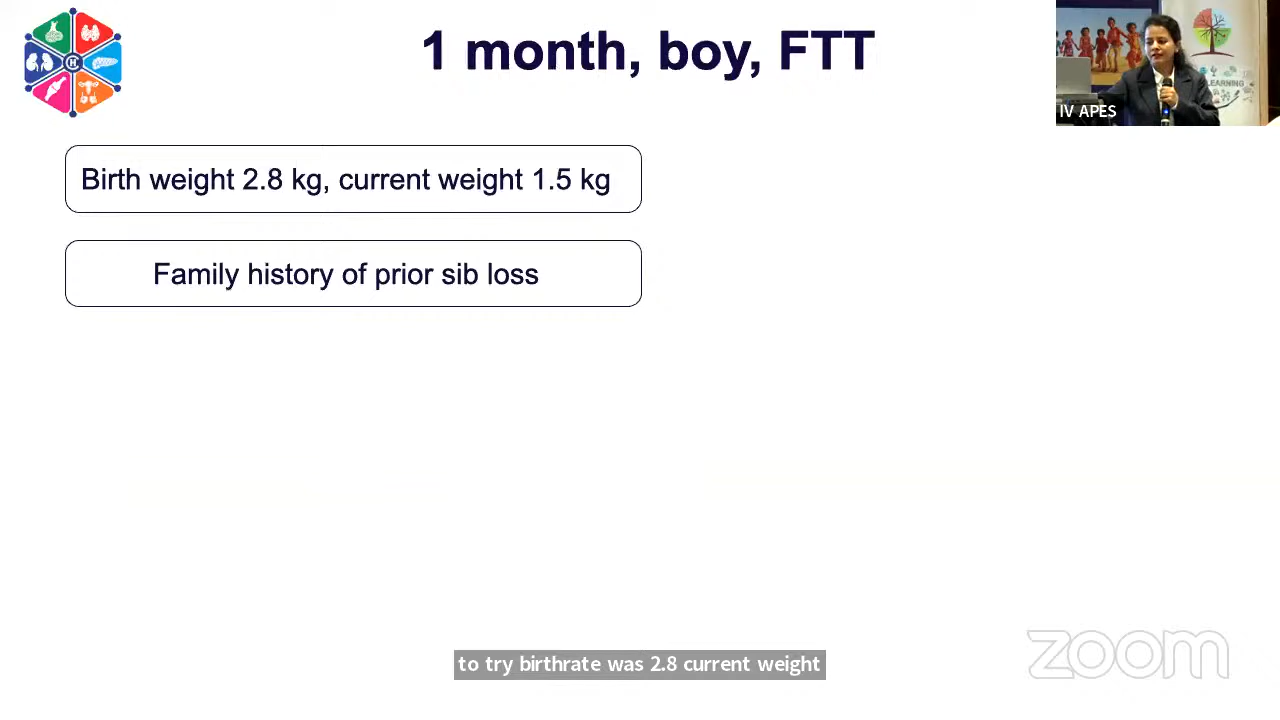 1 month, boy, FTT
IV APES
LEARNING
Birth weight 2.8 kg, current weight 1.5 kg
Family history of prior sib loss
to try birthrate was 2.8 current weight
zoom
H